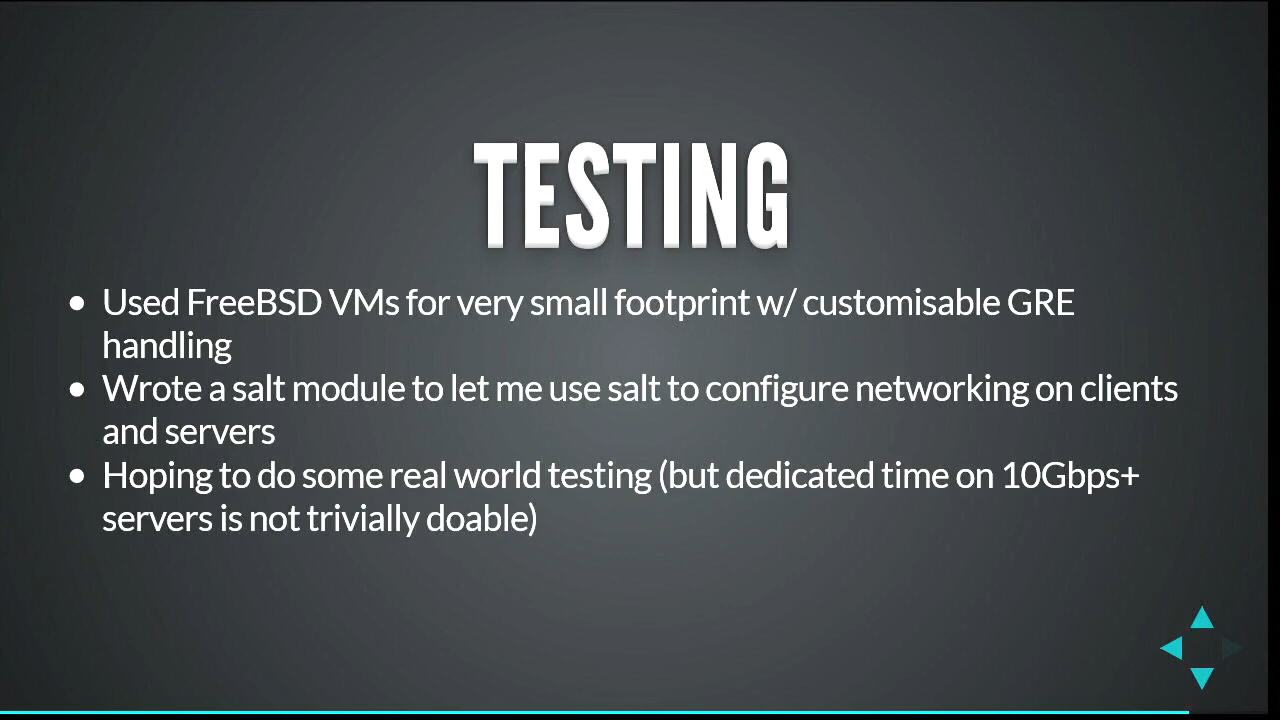 TESTING
Used FreeBSD VMs for very small footprint w/ customisable GRE
handling
Wrote a salt module to let me use salt to configure networking on clients
and servers
Hoping to do some real world testing (but dedicated time on 10Gbps+
servers is not trivially doable)